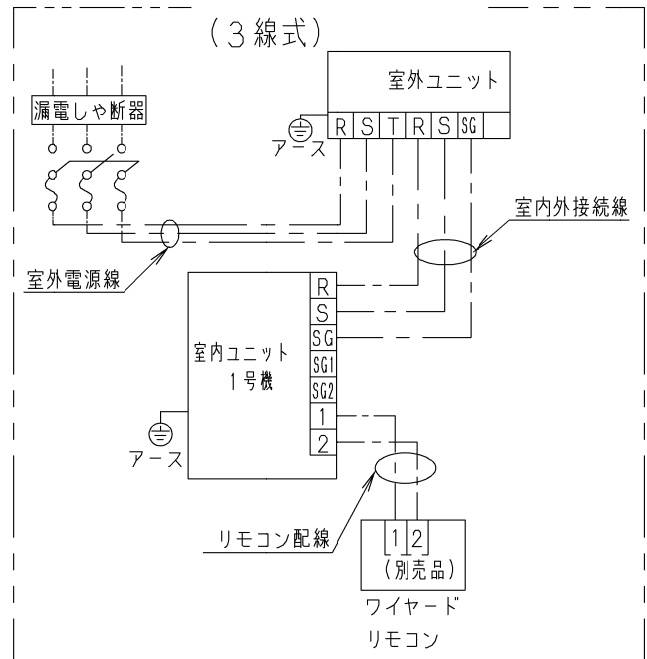 (3線式)
室外ユニット
漏電しゃ断器
R S T R S SG
アース
室内外接続線
室外電源線
R
S
室内ユニット
1号機
SG
SG1
SG2
1
2
アース
リモコン配線
1 2
(別売品)
ワイヤード
リモコン